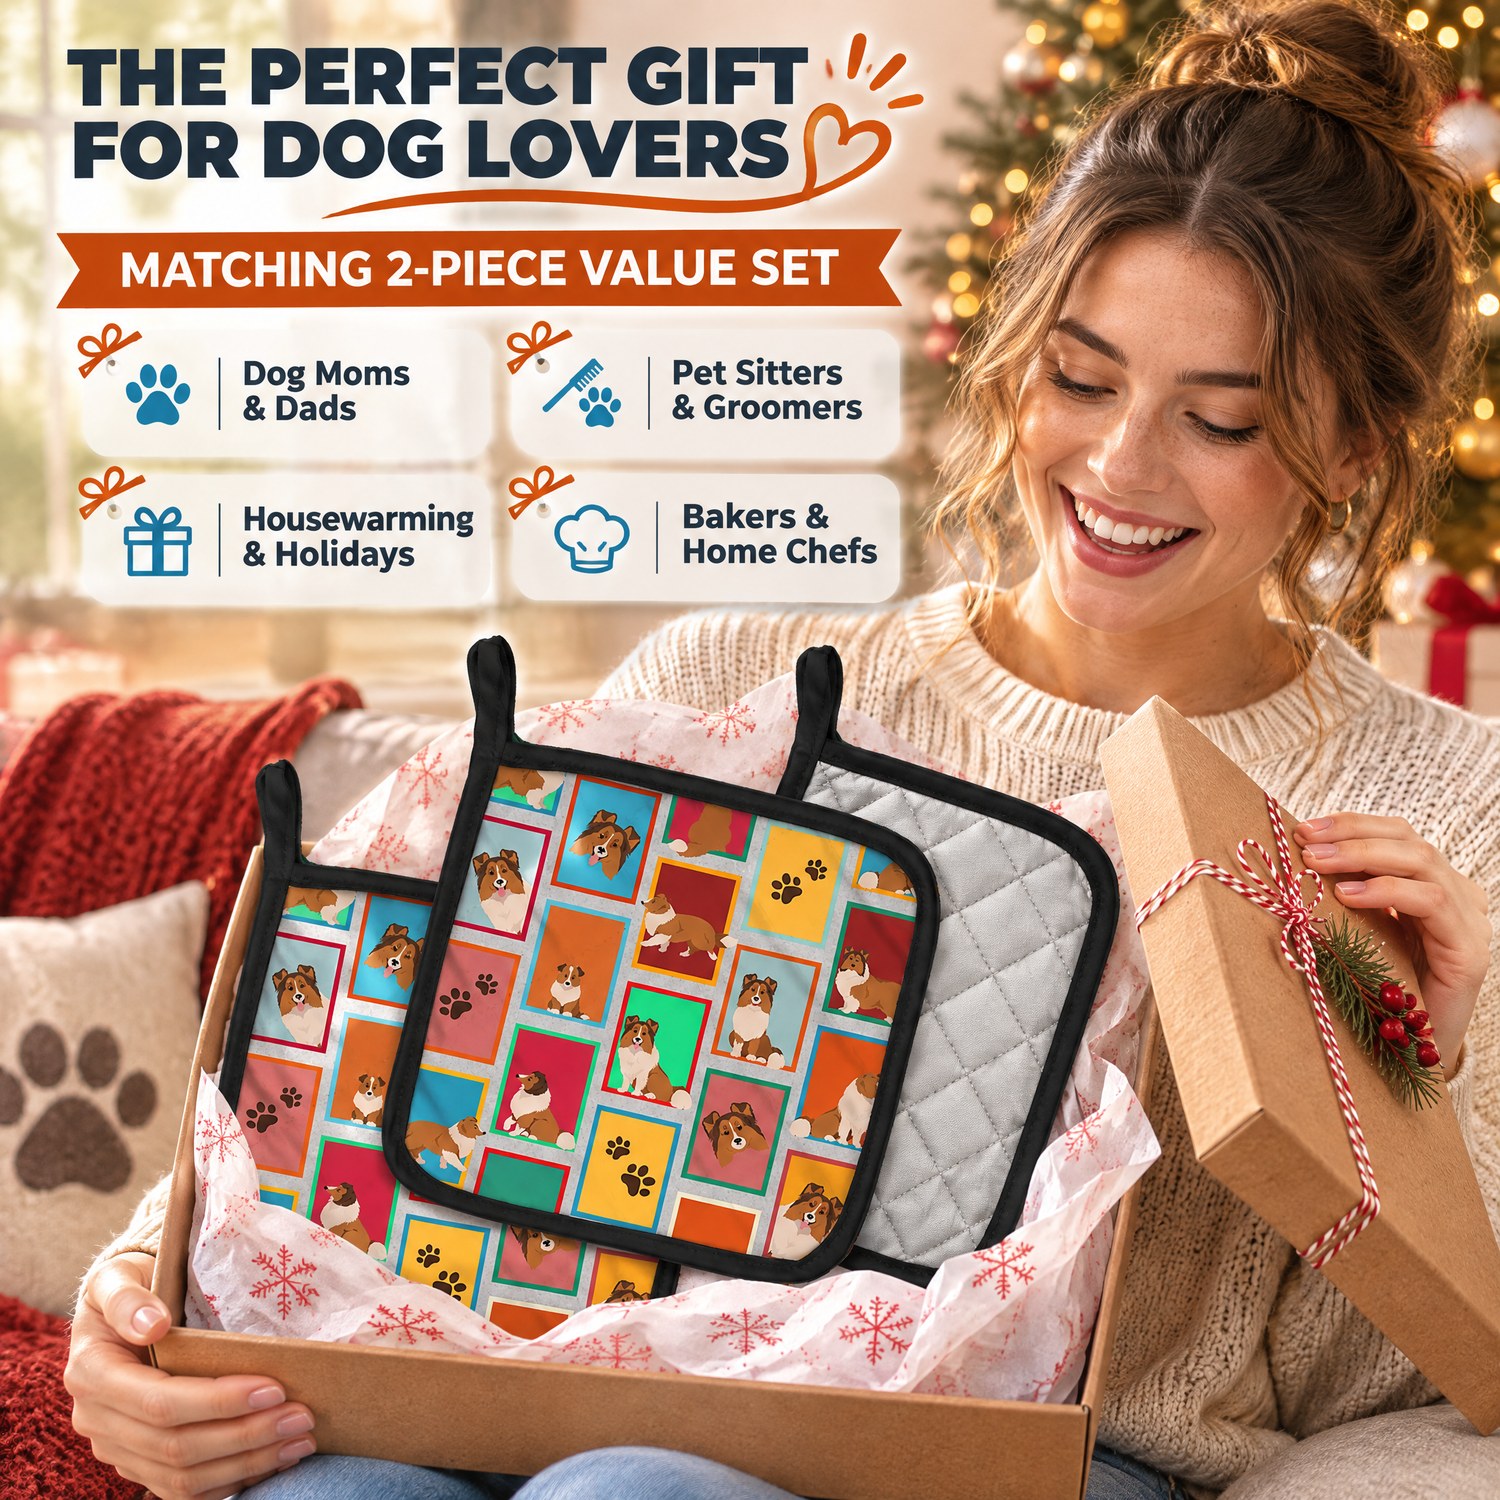 THE PERFECT GIFT
FOR DOG LOVERS
MATCHING 2-PIECE VALUE SET
Dog Moms
& Dads
Pet Sitters
& Groomers
Housewarming
& Holidays
Bakers &
Home Chefs